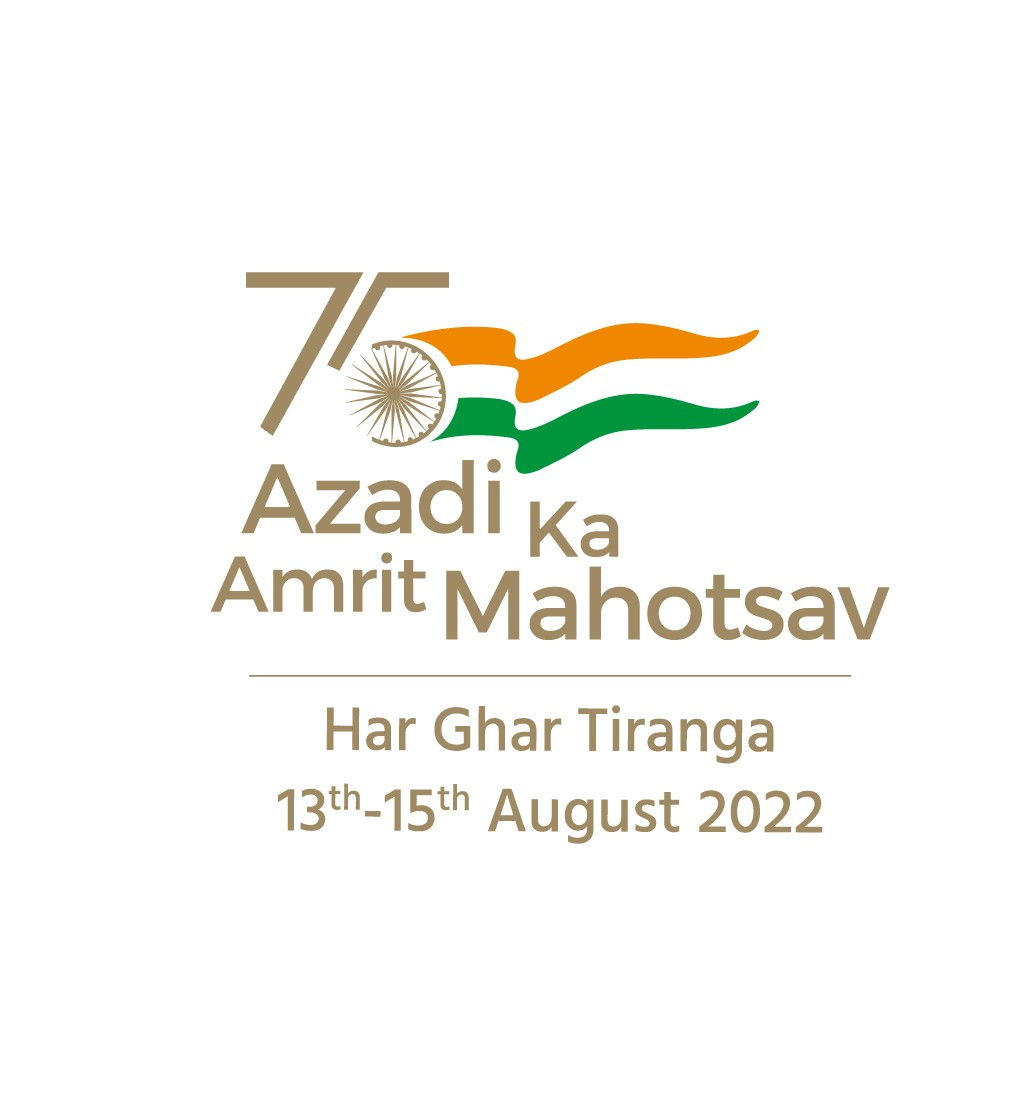 75
Azadi Ka
Amrit Mahotsav
Har Ghar Tiranga
13th-15th August 2022